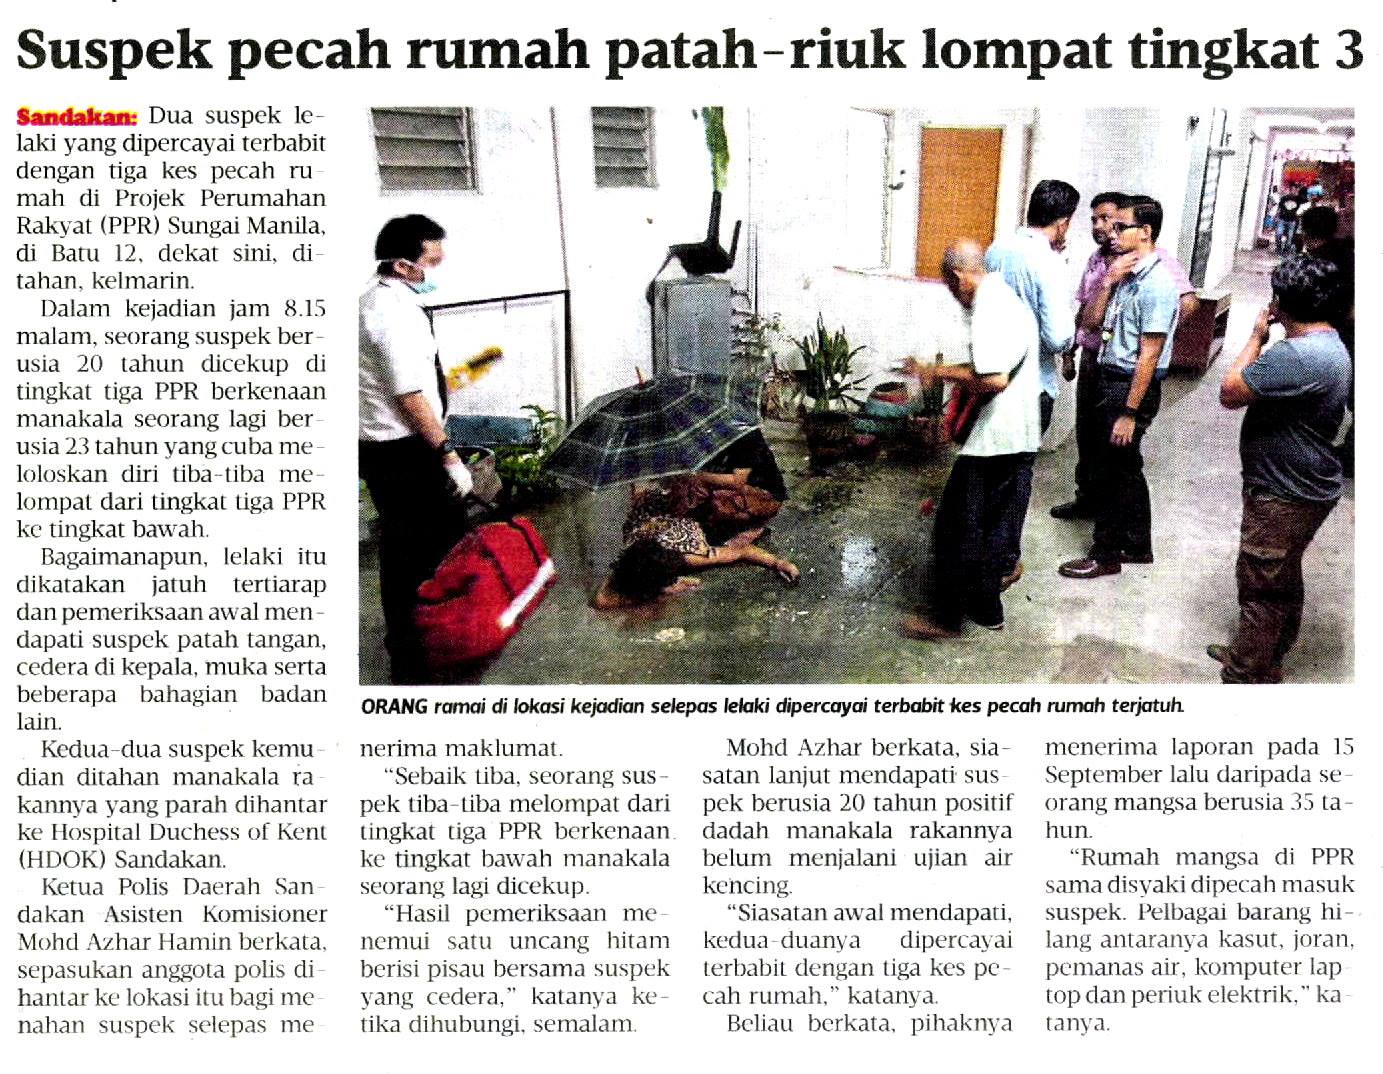 Suspek pecah rumah patah-riuk lompat tingkat 3
Sandakan: Dua suspek le-
laki yang dipercayai terbabit
dengan tiga kes pecah ru-
mah di Projek Perumahan
Rakyat (PPR) Sungai Manila,
di Batu 12, dekat sini, di-
tahan, kelmarin.
Dalam kejadian jam 8.15
malam, seorang suspek ber-
usia 20 tahun dicekup di
tingkat tiga PPR berkenaan
manakala seorang lagi ber-
usia 23 tahun yang cuba me-
loloskan diri tiba-tiba me-
lompat dari tingkat tiga PPR
ke tingkat bawah.
Bagaimanapun, lelaki itu
dikatakan jatuh tertiarap
dan pemeriksaan awal men-
dapati suspek patah tangan,
cedera di kepala, muka serta
beberapa bahagian badan
lain.
Kedua-dua suspek kemu-
dian ditahan manakala ra-
kannya yang parah dihantar
ke Hospital Duchess of Kent
(HDOK) Sandakan.
Ketua Polis Daerah San-
dakan Asisten Komisioner
Mohd Azhar Hamin berkata,
sepasukan anggota polis di-
hantar ke lokasi itu bagi me-
nahan suspek selepas me-
ORANG ramai di lokasi kejadian selepas lelaki dipercayai terbabit kes pecah rumah terjatuh.
nerima maklumat.
“Sebaik tiba, seorang sus-
pek tiba-tiba melompat dari
tingkat tiga PPR berkenaan
ke tingkat bawah manakala
seorang lagi dicekup.
“Hasil pemeriksaan me-
nemui satu uncang hitam
berisi pisau bersama suspek
yang cedera,” katanya ke-
tika dihubungi, semalam.
Mohd Azhar berkata, sia-
satan lanjut mendapati sus-
pek berusia 20 tahun positif
dadah manakala rakannya
belum menjalani ujian air
kencing.
“Siasatan awal mendapati,
kedua-duanya dipercayai
terbabit dengan tiga kes pe-
cah rumah,” katanya.
Beliau berkata, pihaknya
menerima laporan pada 15
September lalu daripada se-
orang mangsa berusia 35 ta-
hun.
“Rumah mangsa di PPR
sama disyaki dipecah masuk
suspek. Pelbagai barang hi-
lang antaranya kasut, joran,
pemanas air, komputer lap-
top dan periuk elektrik,” ka-
tanya.